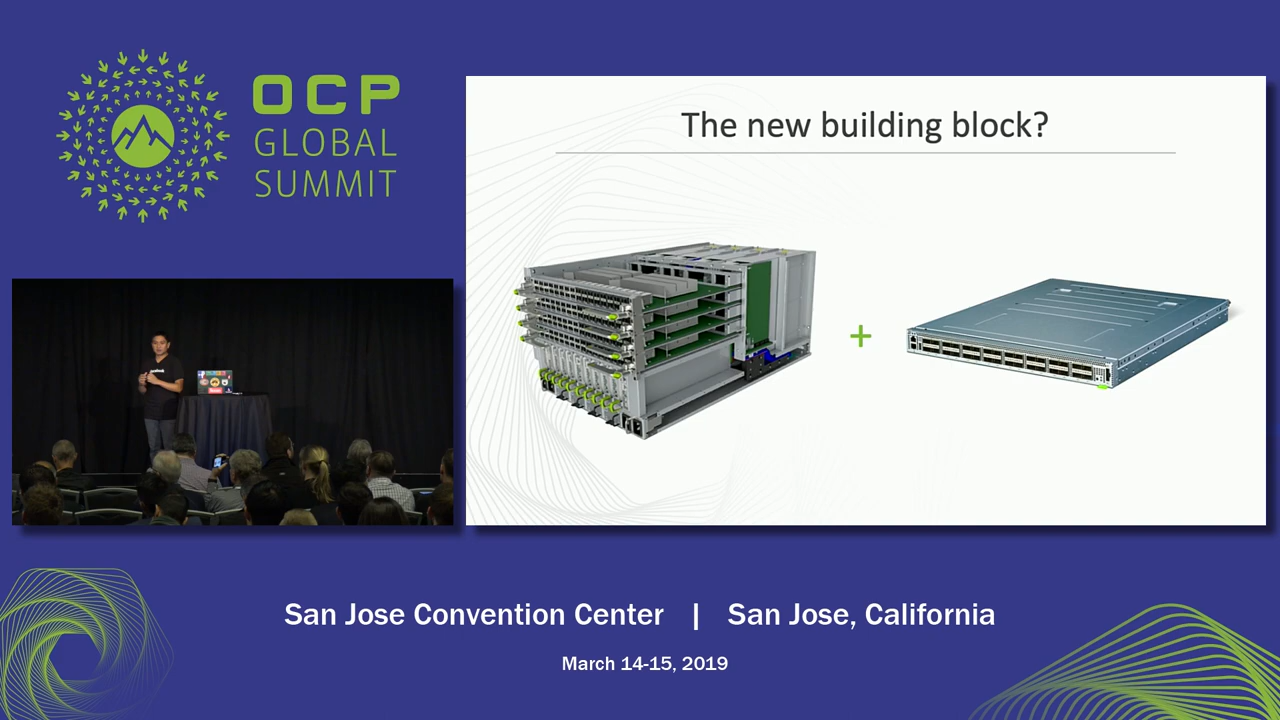 OCP
GLOBAL
SUMMIT
The new building block?
+
San Jose Convention Center | San Jose, California
March 14-15, 2019